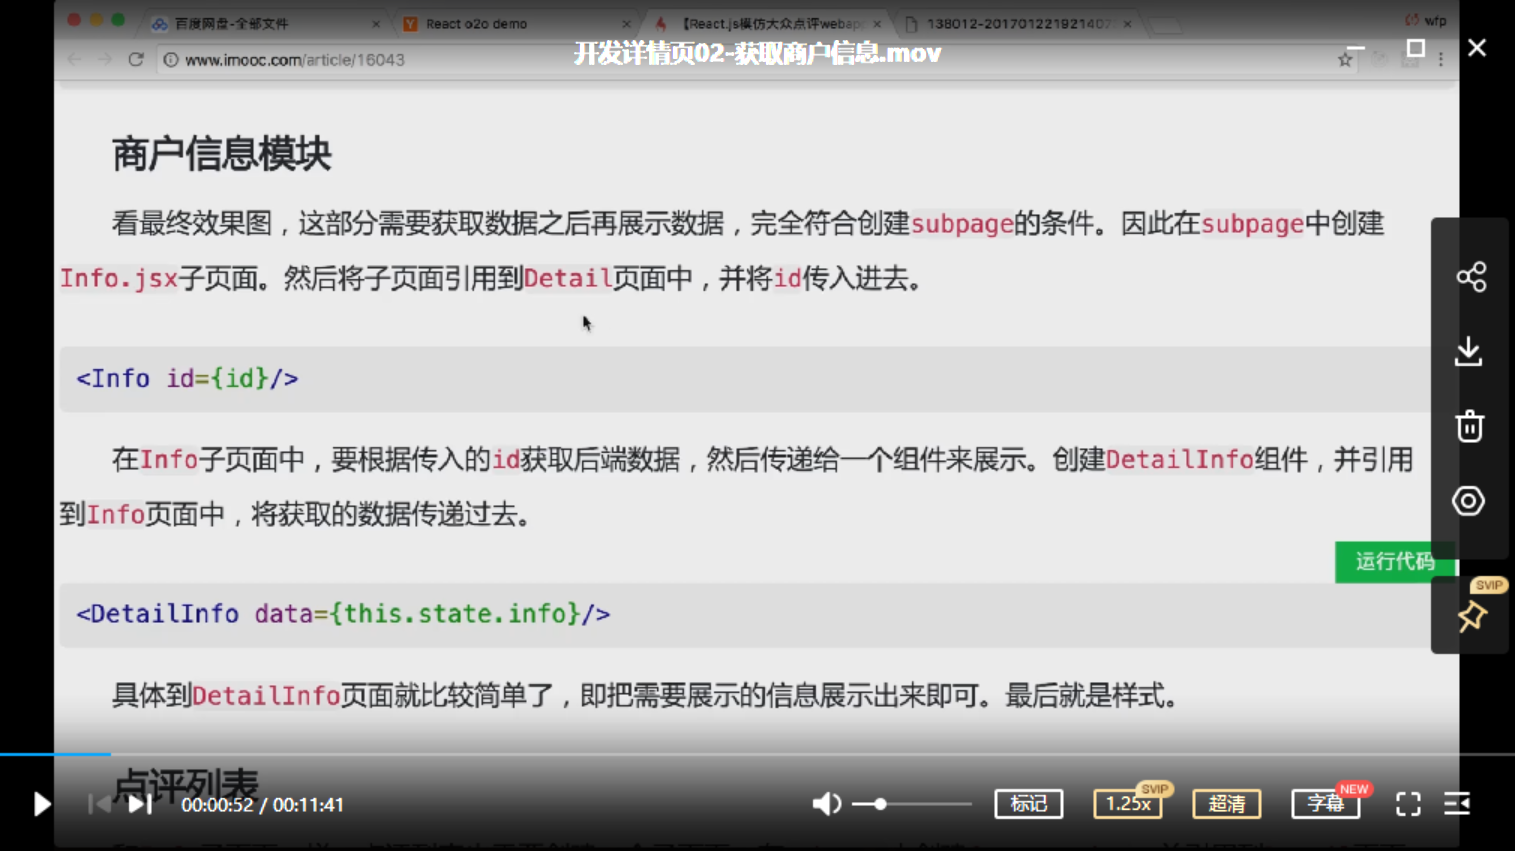 百度网盘-全部文件
React o2o demo
【React.js模仿大众点评webap
138012-201701221921407
wfp
www.imooc.com/article/16043
开发详情页02-获取商户信息.mov
商户信息模块
看最终效果图，这部分需要获取数据之后再展示数据，完全符合创建subpage的条件。因此在subpage中创建
Info.jsx子页面。然后将子页面引用到Detail页面中，并将id传入进去。
<Info id={id}/>
在Info子页面中，要根据传入的id获取后端数据，然后传递给一个组件来展示。创建DetailInfo组件，并引用
到Info页面中，将获取的数据传递过去。
运行代码
SVIP
<DetailInfo data={this.state.info}/>
具体到DetailInfo页面就比较简单了，即把需要展示的信息展示出来即可。最后就是样式。
点评列表
00:00:52 / 00:11:41
标记
1.25x
SVIP
超清
字幕
NEW